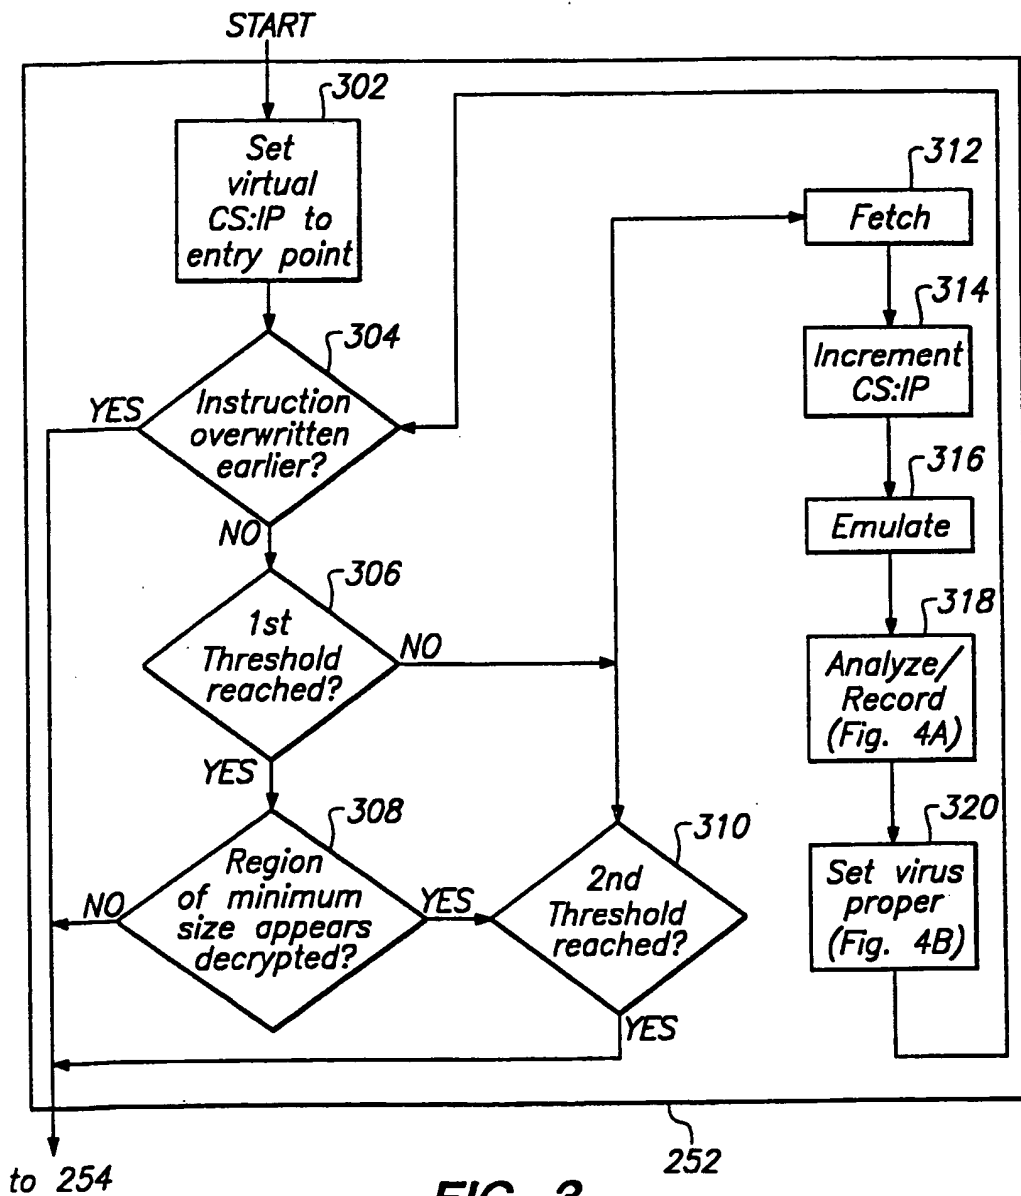 START
302
Set
virtual
CS:IP to
entry point
304
YES
Instruction
overwritten
earlier?
NO
306
1st
Threshold
reached?
NO
YES
308
Region
of minimum
size appears
decrypted?
NO
YES
310
2nd
Threshold
reached?
YES
312
Fetch
314
Increment
CS:IP
316
Emulate
318
Analyze/
Record
(Fig. 4A)
320
Set virus
proper
(Fig. 4B)
252
to 254
FIG. 3